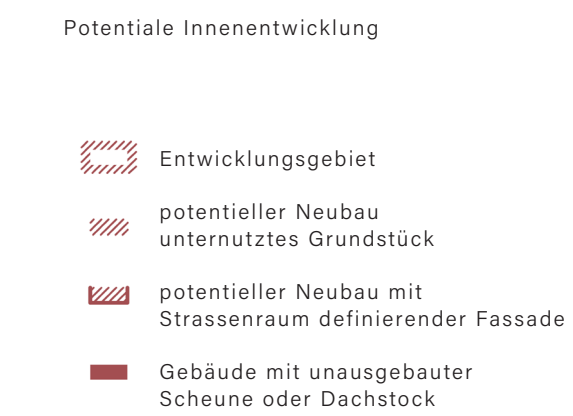 Potentiale Innenentwicklung
Entwicklungsgebiet
potentieller Neubau
unternutztes Grundstück
potentieller Neubau mit
Strassenraum definierender Fassade
Gebäude mit unausgebauter
Scheune oder Dachstock